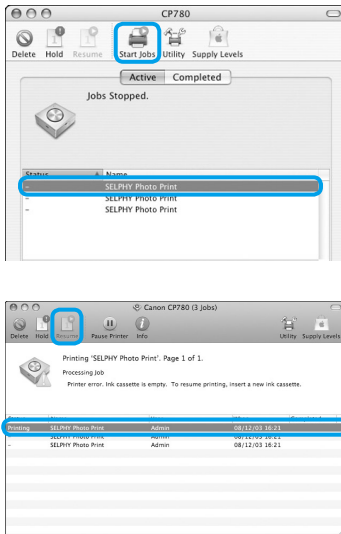 CP780
Delete Hold Resume Start Jobs Utility Supply Levels
Active Completed
Jobs Stopped.
Status Name
– SELPHY Photo Print
– SELPHY Photo Print
– SELPHY Photo Print
Canon CP780 (3 Jobs)
Delete Hold Resume Pause Printer Info Utility Supply Levels
Printing 'SELPHY Photo Print'. Page 1 of 1.
Processing Job
Printer error. Ink cassette is empty. To resume printing, insert a new ink cassette.
Printing SELPHY Photo Print Admin 08/12/03 16:21
– SELPHY Photo Print Admin 08/12/03 16:21
– SELPHY Photo Print Admin 08/12/03 16:21